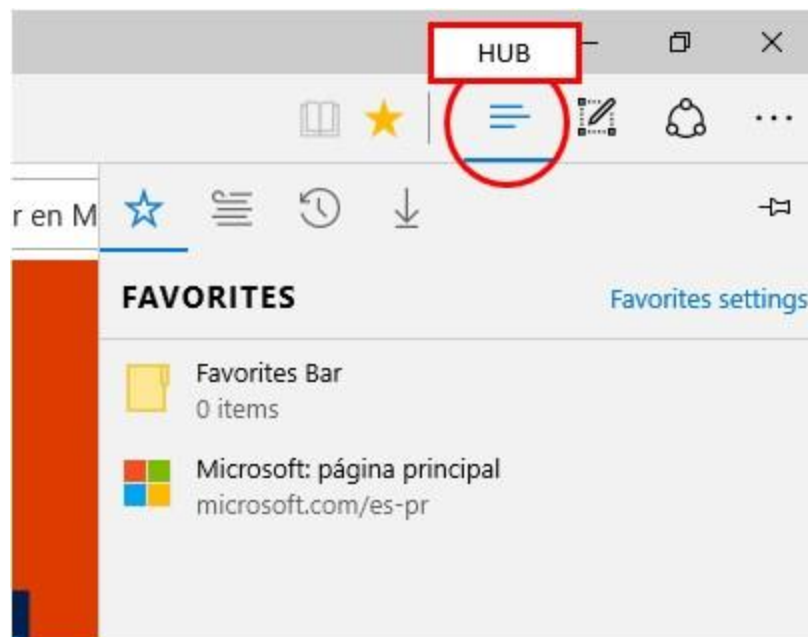 HUB
r en M
FAVORITES
Favorites settings
Favorites Bar
0 items
Microsoft: página principal
microsoft.com/es-pr